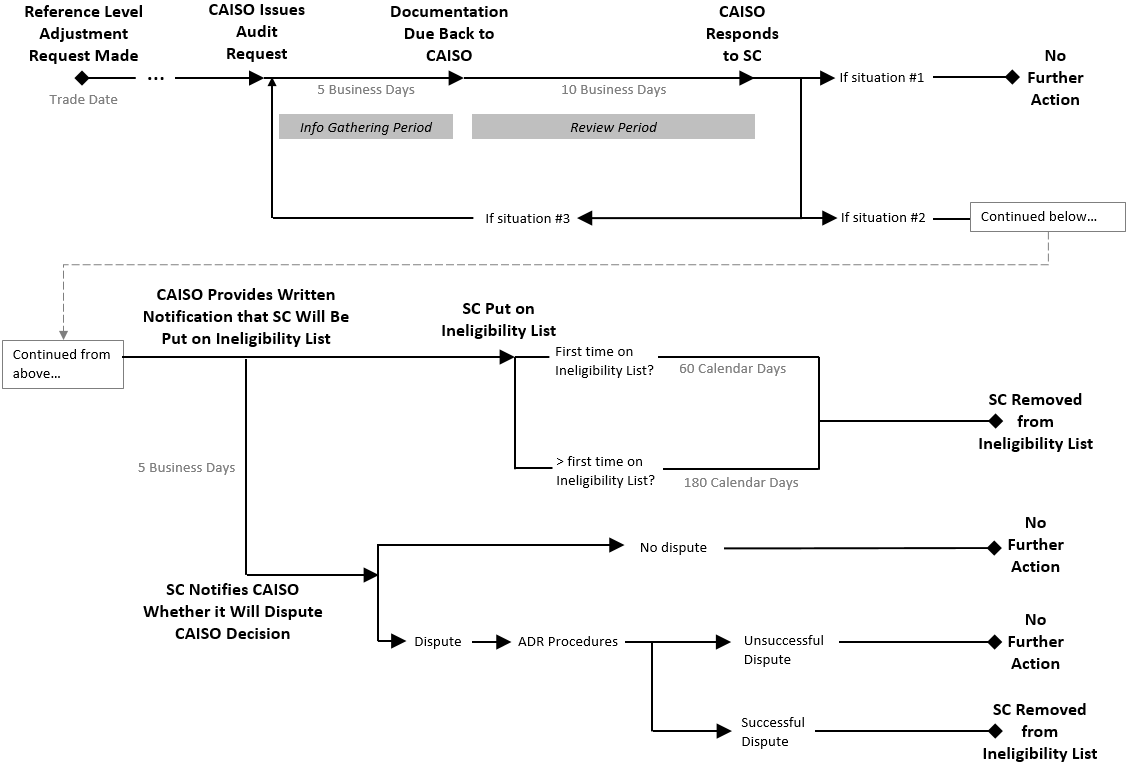 Reference Level
Adjustment
Request Made
CAISO Issues
Audit
Request
Documentation
Due Back to
CAISO
CAISO
Responds
to SC
No
Further
Action
...
If situation #1
Trade Date
5 Business Days
10 Business Days
Info Gathering Period
Review Period
If situation #3
If situation #2
Continued below...
CAISO Provides Written
Notification that SC Will Be
Put on Ineligibility List
SC Put on
Ineligibility List
Continued from
above...
First time on
Ineligibility List?
60 Calendar Days
SC Removed
from
Ineligibility List
5 Business Days
> first time on
Ineligibility List?
180 Calendar Days
No dispute
No
Further
Action
SC Notifies CAISO
Whether it Will Dispute
CAISO Decision
Dispute
ADR Procedures
Unsuccessful
Dispute
No
Further
Action
Successful
Dispute
SC Removed
from
Ineligibility List